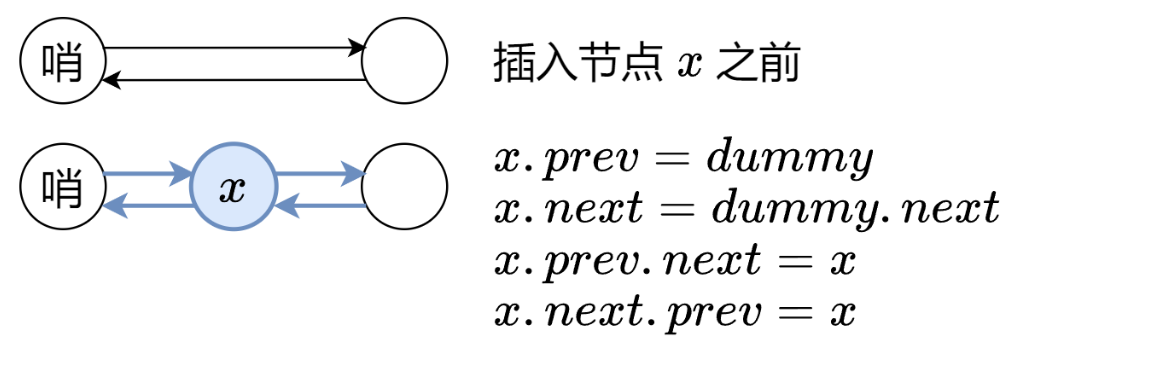 哨
插入节点 x 之前
哨
x
x.prev = dummy
x.next = dummy.next
x.prev.next = x
x.next.prev = x